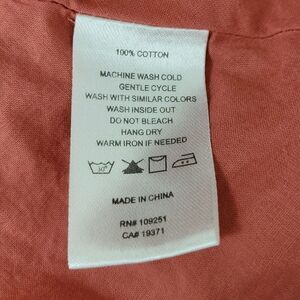 100% COTTON
MACHINE WASH COLD
GENTLE CYCLE
WASH WITH SIMILAR COLORS
WASH INSIDE OUT
DO NOT BLEACH
HANG DRY
WARM IRON IF NEEDED
30°
MADE IN CHINA
RN# 109251
CA# 19371